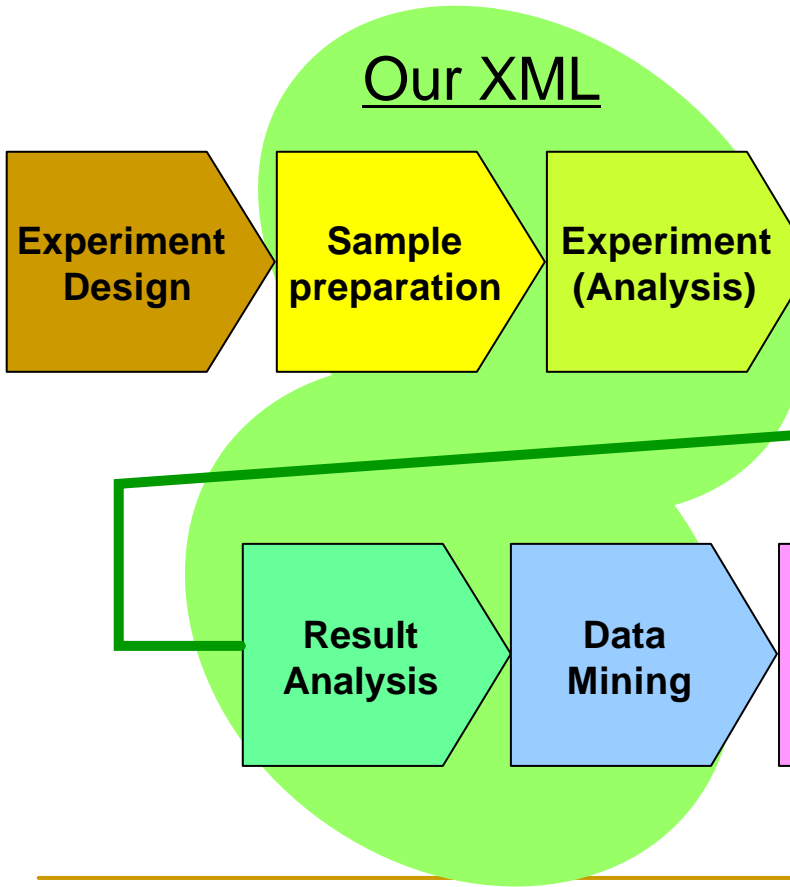 Our XML
Experiment
Design
Sample
preparation
Experiment
(Analysis)
Result
Analysis
Data
Mining